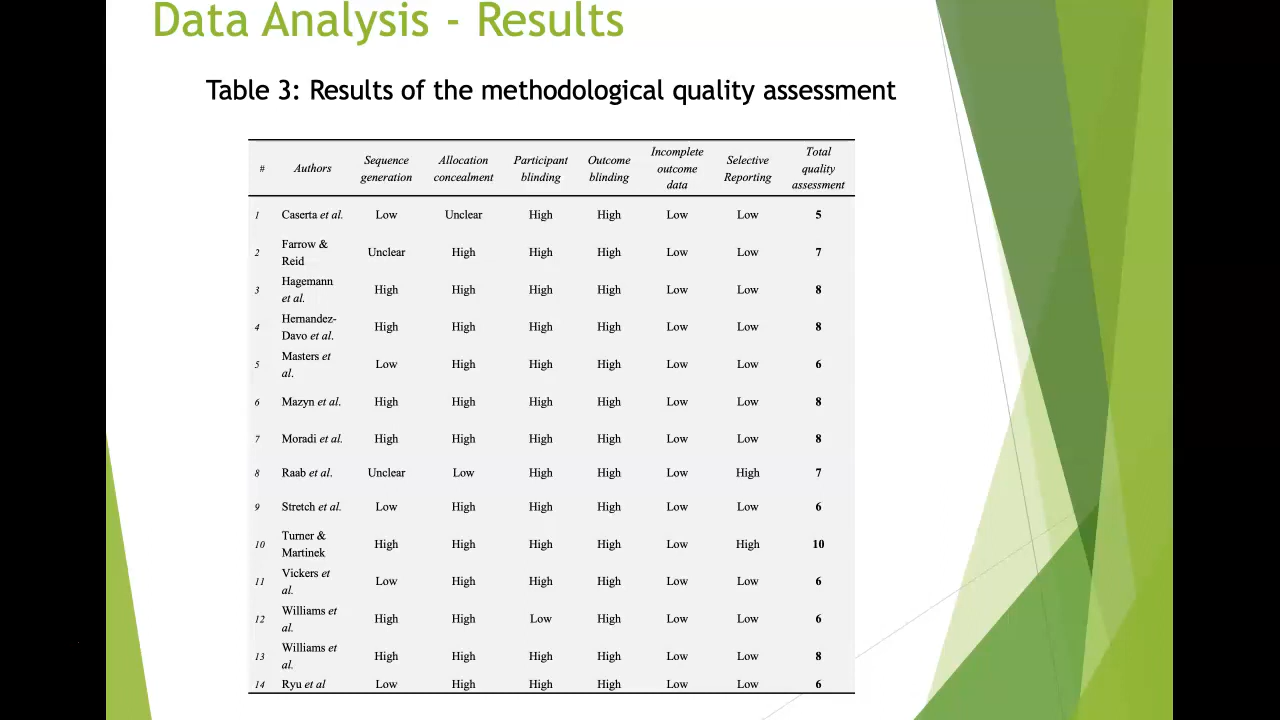 Data Analysis - Results
Table 3: Results of the methodological quality assessment
# Authors Sequence generation Allocation concealment Participant blinding Outcome blinding Incomplete outcome data Selective Reporting Total quality assessment
1 Caserta et al. Low Unclear High High Low Low 5
2 Farrow & Reid Unclear High High High Low Low 7
3 Hagemann et al. High High High High Low Low 8
4 Hernandez-Davo et al. High High High High Low Low 8
5 Masters et al. Low High High High Low Low 6
6 Mazyn et al. High High High High Low Low 8
7 Moradi et al. High High High High Low Low 8
8 Raab et al. Unclear Low High High Low High 7
9 Stretch et al. Low High High High Low Low 6
10 Turner & Martinek High High High High Low High 10
11 Vickers et al. Low High High High Low Low 6
12 Williams et al. High High Low High Low Low 6
13 Williams et al. High High High High Low Low 8
14 Ryu et al Low High High High Low Low 6